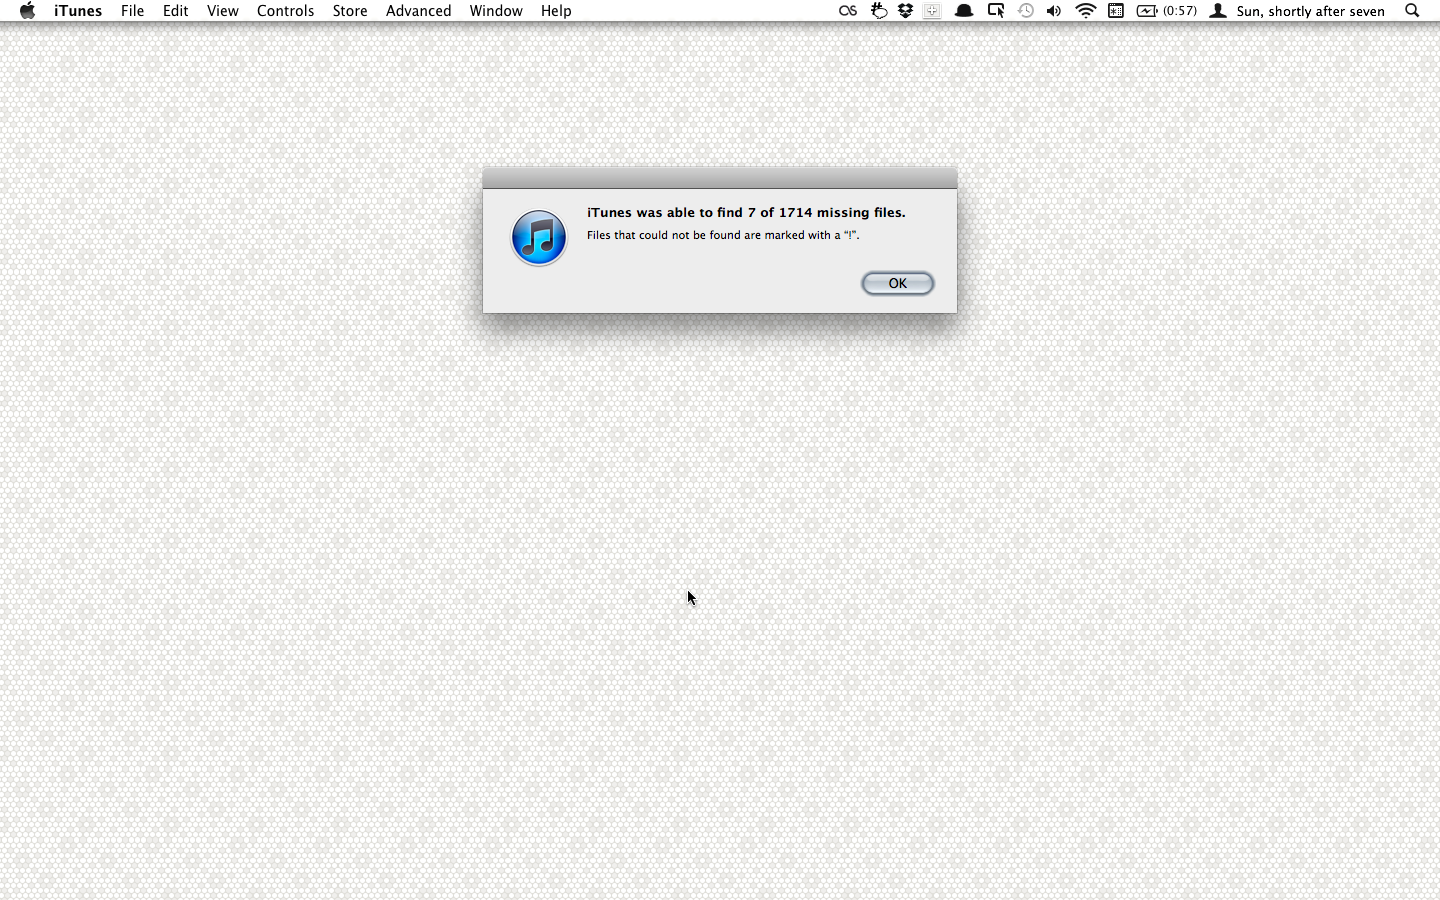 iTunes File Edit View Controls Store Advanced Window Help (0:57) Sun, shortly after seven
iTunes was able to find 7 of 1714 missing files.
Files that could not be found are marked with a “!”.
OK